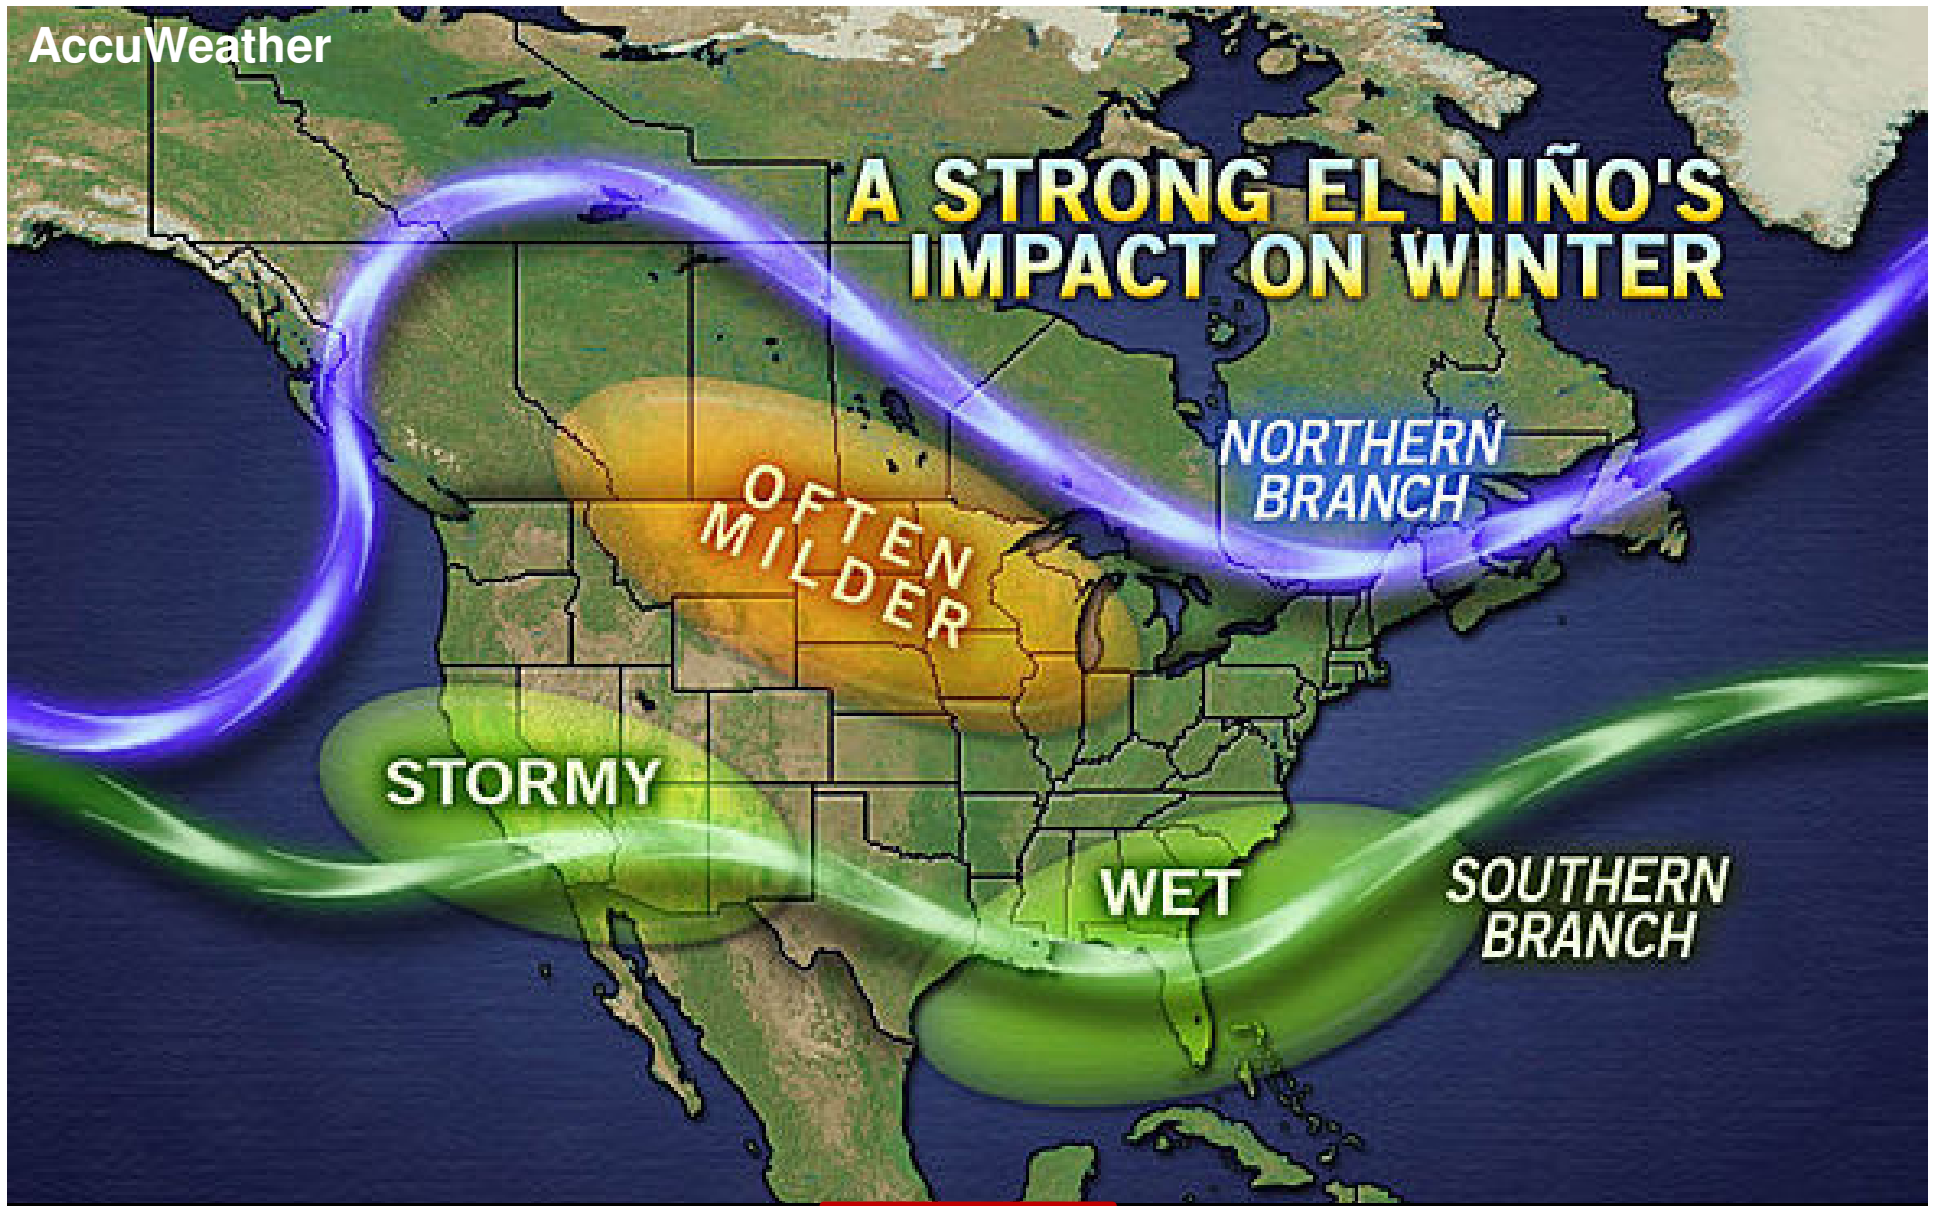 AccuWeather
A STRONG EL NIÑO'S
IMPACT ON WINTER
NORTHERN
BRANCH
OFTEN
MILDER
STORMY
WET
SOUTHERN
BRANCH